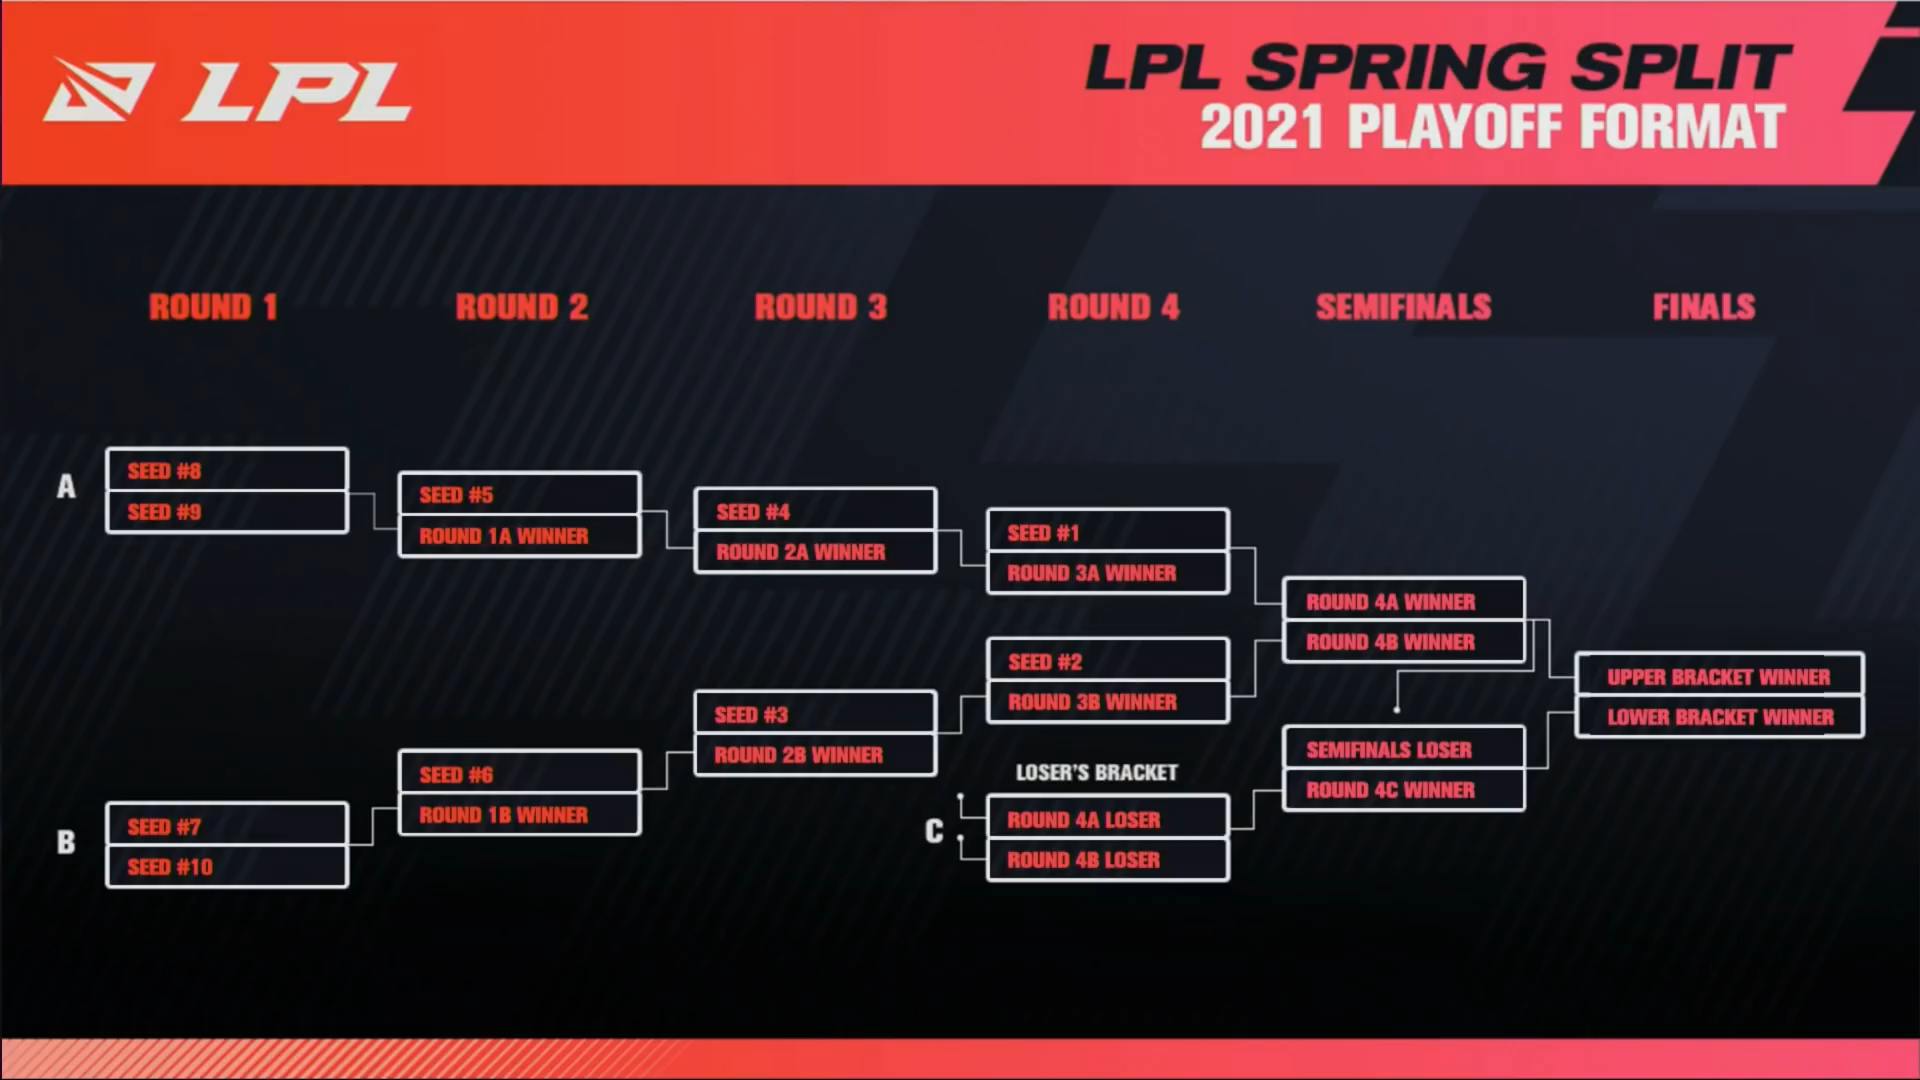 LPL
LPL SPRING SPLIT
2021 PLAYOFF FORMAT
ROUND 1
ROUND 2
ROUND 3
ROUND 4
SEMIFINALS
FINALS
A
SEED #8
SEED #9
SEED #5
ROUND 1A WINNER
SEED #4
ROUND 2A WINNER
SEED #1
ROUND 3A WINNER
ROUND 4A WINNER
ROUND 4B WINNER
SEED #2
ROUND 3B WINNER
UPPER BRACKET WINNER
LOWER BRACKET WINNER
B
SEED #7
SEED #10
SEED #6
ROUND 1B WINNER
SEED #3
ROUND 2B WINNER
LOSER'S BRACKET
C
ROUND 4A LOSER
ROUND 4B LOSER
SEMIFINALS LOSER
ROUND 4C WINNER